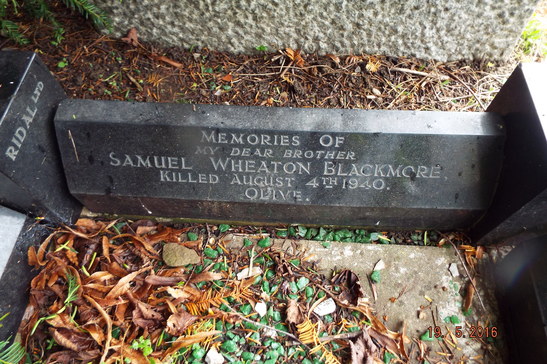 RIDAL LTD
MEMORIES OF
MY DEAR BROTHER
SAMUEL WHEATON BLACKMORE,
KILLED AUGUST 4TH 1940.
OLIVE.
19 5 2016